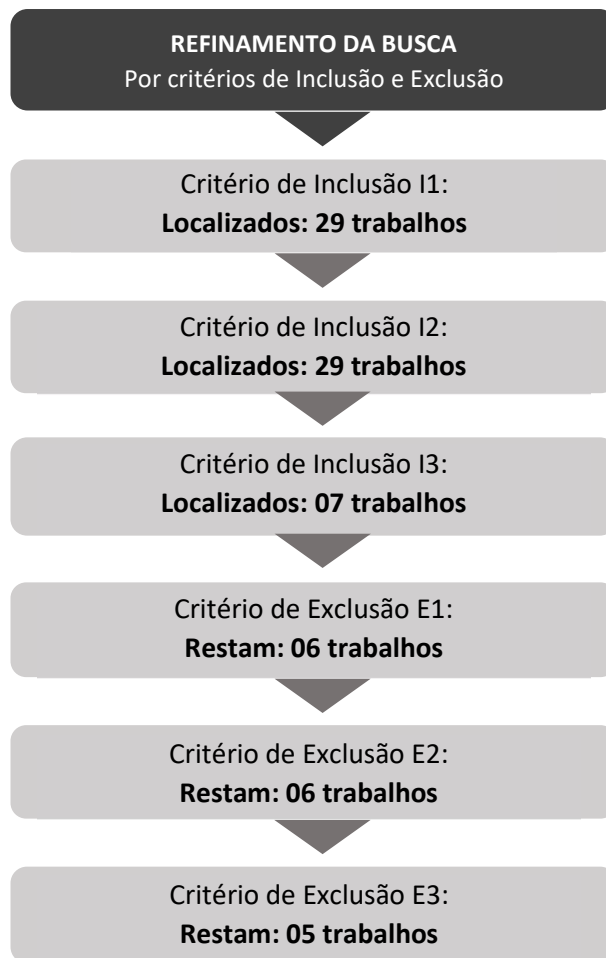 REFINAMENTO DA BUSCA
Por critérios de Inclusão e Exclusão
Critério de Inclusão I1:
Localizados: 29 trabalhos
Critério de Inclusão I2:
Localizados: 29 trabalhos
Critério de Inclusão I3:
Localizados: 07 trabalhos
Critério de Exclusão E1:
Restam: 06 trabalhos
Critério de Exclusão E2:
Restam: 06 trabalhos
Critério de Exclusão E3:
Restam: 05 trabalhos